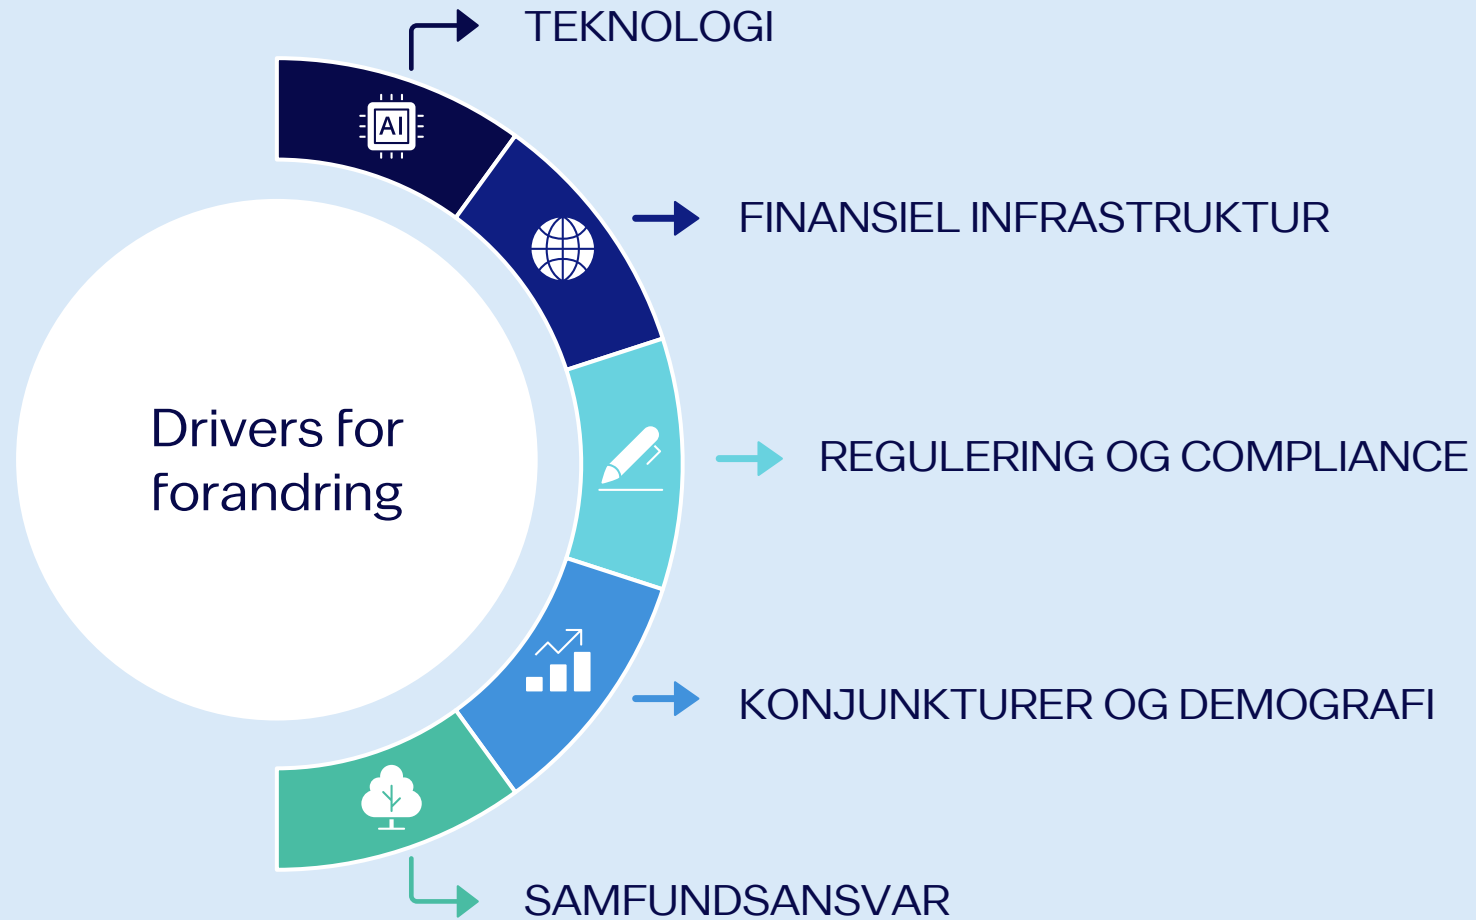 TEKNOLOGI
AI
FINANSIEL INFRASTRUKTUR
Drivers for
forandring
REGULERING OG COMPLIANCE
KONJUNKTURER OG DEMOGRAFI
SAMFUNDSANSVAR